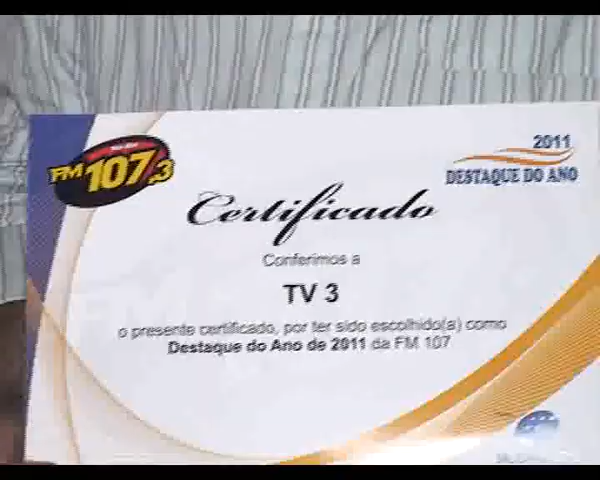 FM 107,3
2011
DESTAQUE DO ANO
Certificado
Conferimos a
TV 3
o presente certificado, por ter sido escolhido(a) como
Destaque do Ano de 2011 da FM 107